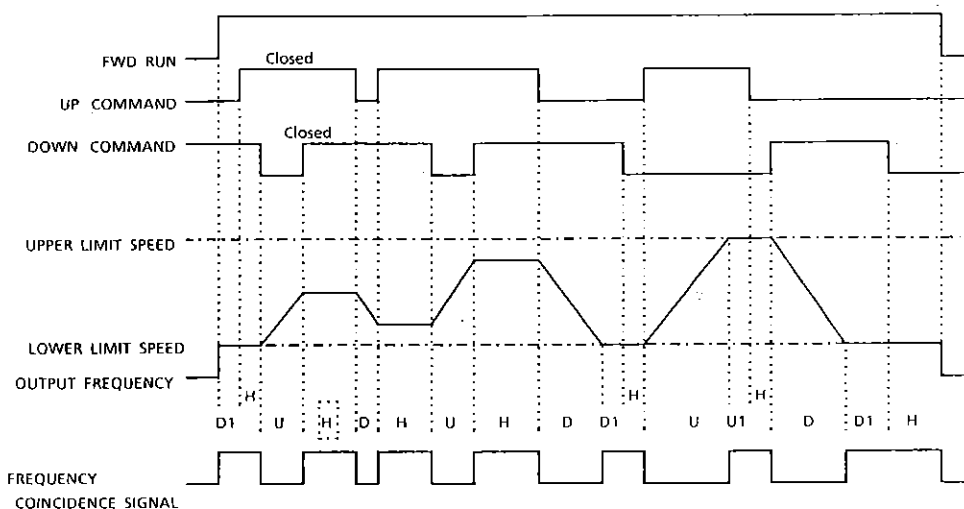 FWD RUN
Closed
UP COMMAND
Closed
DOWN COMMAND
UPPER LIMIT SPEED
LOWER LIMIT SPEED
OUTPUT FREQUENCY
H H H
D1 U H D H U H D D1 U U1 D D1 H
FREQUENCY
COINCIDENCE SIGNAL